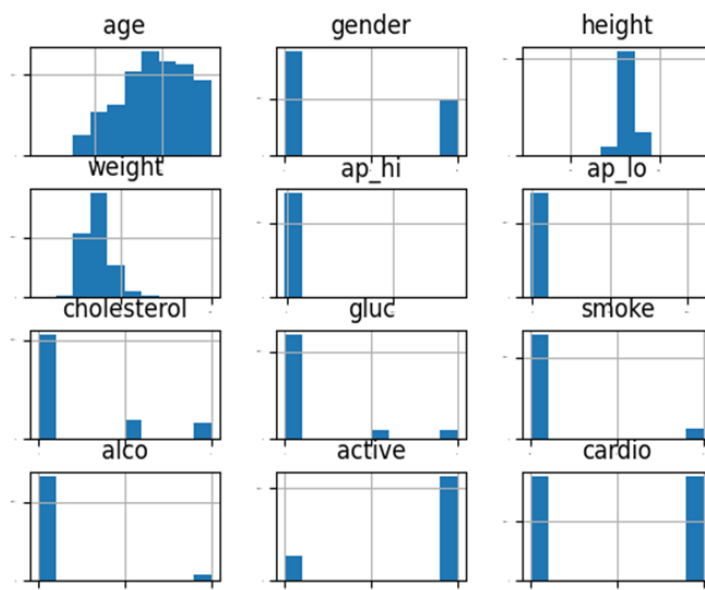 age gender height
weight ap_hi ap_lo
cholesterol gluc smoke
alco active cardio